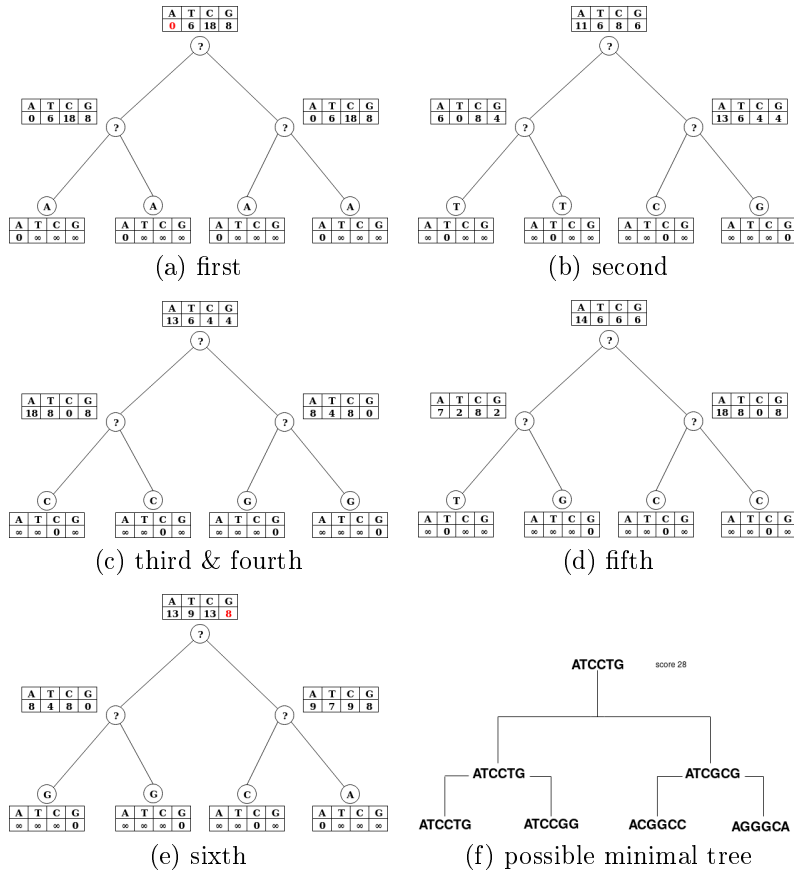 A T C G
0 6 18 8
?
A T C G
0 6 18 8
?
A T C G
0 6 18 8
?
A
A T C G
0 ∞ ∞ ∞
A
A T C G
0 ∞ ∞ ∞
A
A T C G
0 ∞ ∞ ∞
A
A T C G
0 ∞ ∞ ∞
(a) first
A T C G
11 6 8 6
?
A T C G
6 0 8 4
?
A T C G
13 6 4 4
?
T
A T C G
∞ 0 ∞ ∞
T
A T C G
∞ 0 ∞ ∞
C
A T C G
∞ ∞ 0 ∞
G
A T C G
∞ ∞ ∞ 0
(b) second
A T C G
13 6 4 4
?
A T C G
18 8 0 8
?
A T C G
8 4 8 0
?
C
A T C G
∞ ∞ 0 ∞
C
A T C G
∞ ∞ 0 ∞
G
A T C G
∞ ∞ ∞ 0
G
A T C G
∞ ∞ ∞ 0
(c) third & fourth
A T C G
14 6 6 6
?
A T C G
7 2 8 2
?
A T C G
18 8 0 8
?
T
A T C G
∞ 0 ∞ ∞
G
A T C G
∞ ∞ ∞ 0
C
A T C G
∞ ∞ 0 ∞
C
A T C G
∞ ∞ 0 ∞
(d) fifth
A T C G
13 9 13 8
?
A T C G
8 4 8 0
?
A T C G
9 7 9 8
?
G
A T C G
∞ ∞ ∞ 0
G
A T C G
∞ ∞ ∞ 0
C
A T C G
∞ ∞ 0 ∞
A
A T C G
0 ∞ ∞ ∞
(e) sixth
ATCCTG score 28
ATCCTG ATCGCG
ATCCTG ATCCGG ACGGCC AGGGCA
(f) possible minimal tree